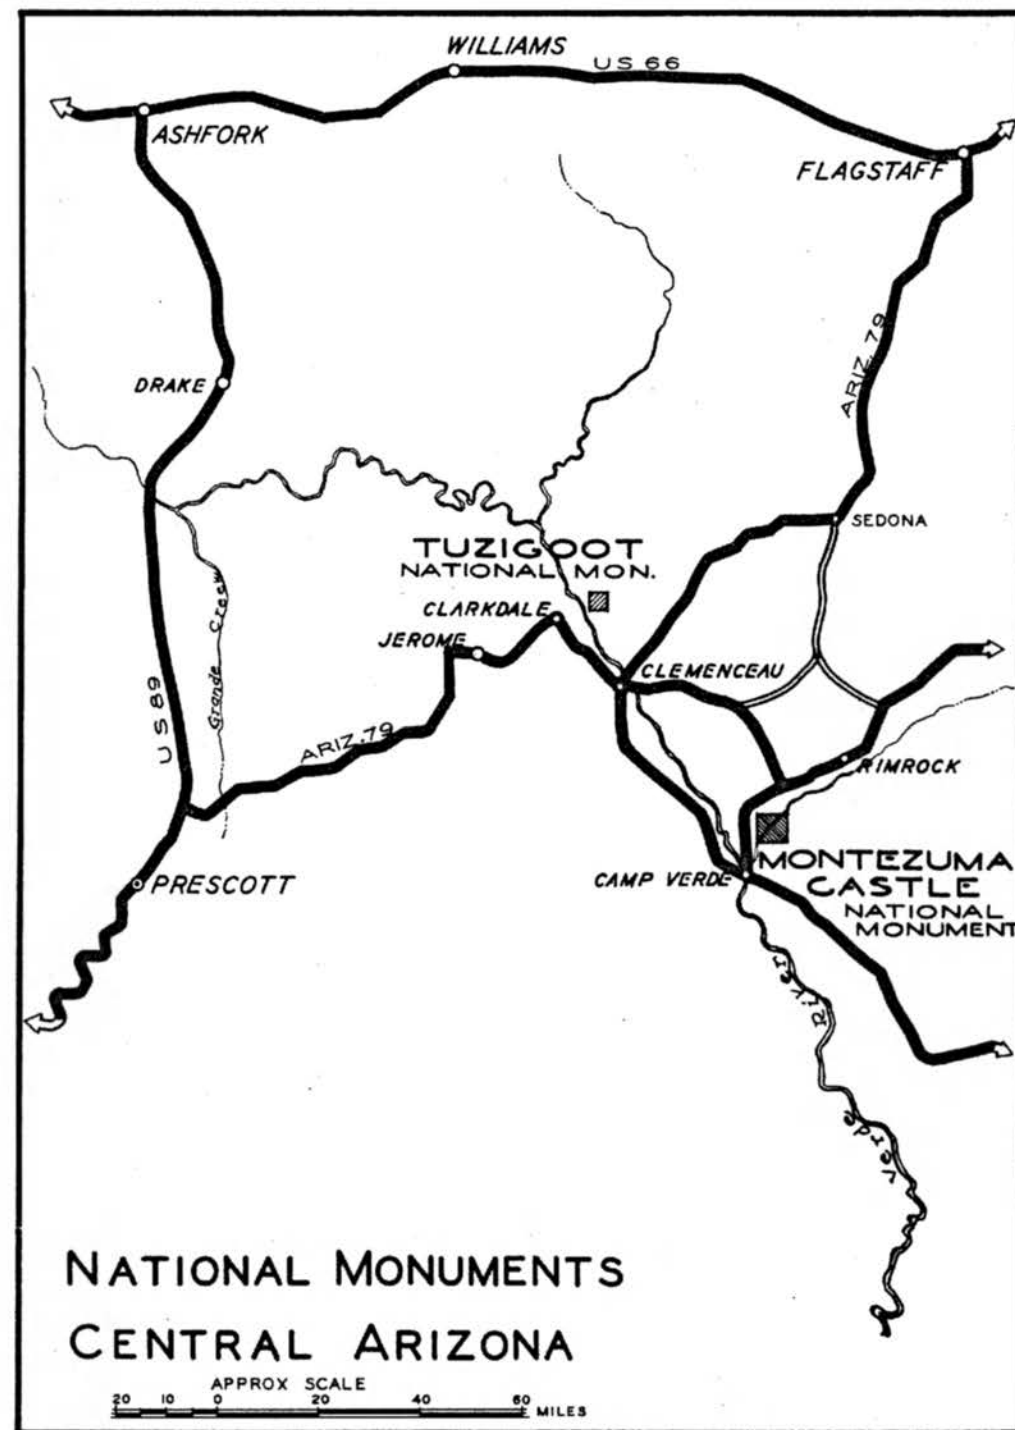 WILLIAMS
US 66
ASHFORK
FLAGSTAFF
ARIZ. 79
DRAKE
SEDONA
TUZIGOOT
NATIONAL MON.
CLARKDALE
JEROME
CLEMENCEAU
Grande Creek
US 89
ARIZ. 79
RIMROCK
MONTEZUMA
CASTLE
NATIONAL
MONUMENT
CAMP VERDE
PRESCOTT
River
Verde
NATIONAL MONUMENTS
CENTRAL ARIZONA
APPROX SCALE
20 10 0 20 40 60 MILES